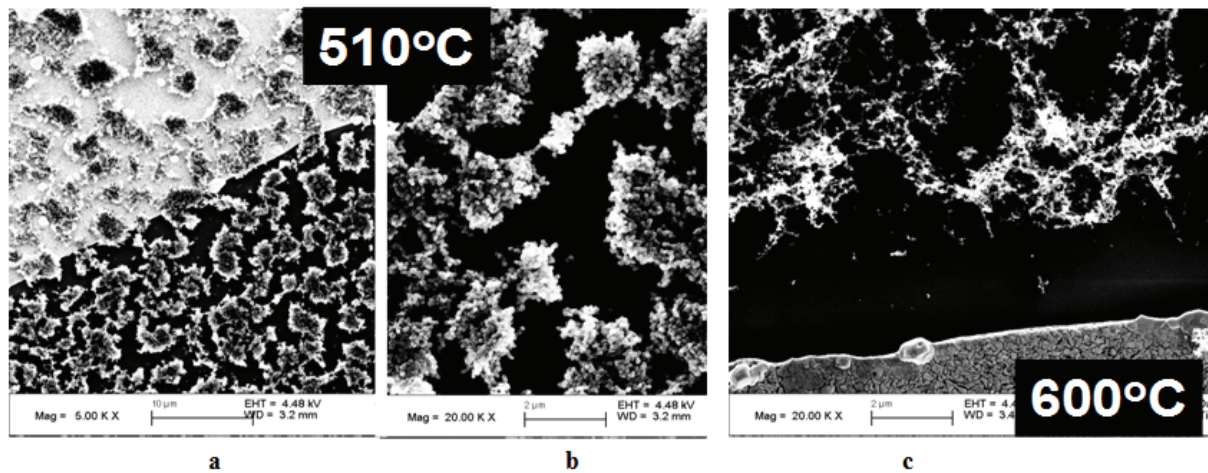 510°C
600°C
Mag = 5.00 K X
10 µm
EHT = 4.48 kV
WD = 3.2 mm
Mag = 20.00 K X
2 µm
EHT = 4.48 kV
WD = 3.2 mm
Mag = 20.00 K X
2 µm
a
b
c